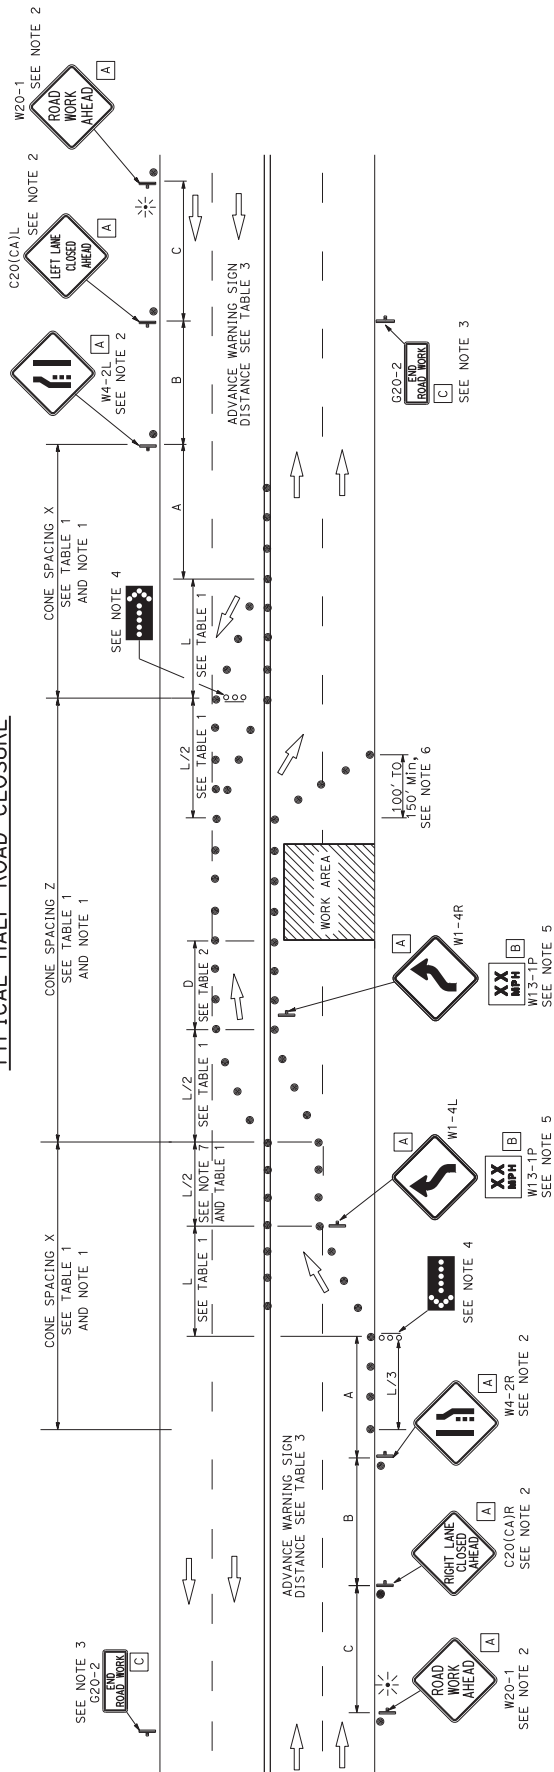 TYPICAL HALF ROAD CLOSURE
SEE NOTE 3
G20-2
END
ROAD WORK
C
CONE SPACING X
SEE TABLE 1
AND NOTE 1
CONE SPACING Z
SEE TABLE 1
AND NOTE 1
CONE SPACING X
SEE TABLE 1
AND NOTE 1
SEE NOTE 4
W4-2L
SEE NOTE 2
A
C20(CA)L
SEE NOTE 2
LEFT LANE
CLOSED
AHEAD
A
W20-1
SEE NOTE 2
ROAD
WORK
AHEAD
A
L
SEE TABLE 1
L/2
SEE NOTE 7
AND TABLE 1
L/2
SEE TABLE 1
D
SEE TABLE 2
L/2
SEE TABLE 1
L
SEE TABLE 1
A
B
C
ADVANCE WARNING SIGN
DISTANCE SEE TABLE 3
ADVANCE WARNING SIGN
DISTANCE SEE TABLE 3
C
B
A
L/3
WORK AREA
100' TO
150' Min,
SEE NOTE 6
ROAD
WORK
AHEAD
A
W20-1
SEE NOTE 2
RIGHT LANE
CLOSED
AHEAD
A
C20(CA)R
SEE NOTE 2
A
W4-2R
SEE NOTE 2
SEE NOTE 4
A
W1-4L
XX
MPH
B
W13-1P
SEE NOTE 5
A
W1-4R
XX
MPH
B
W13-1P
SEE NOTE 5
G20-2
END
ROAD WORK
C
SEE NOTE 3